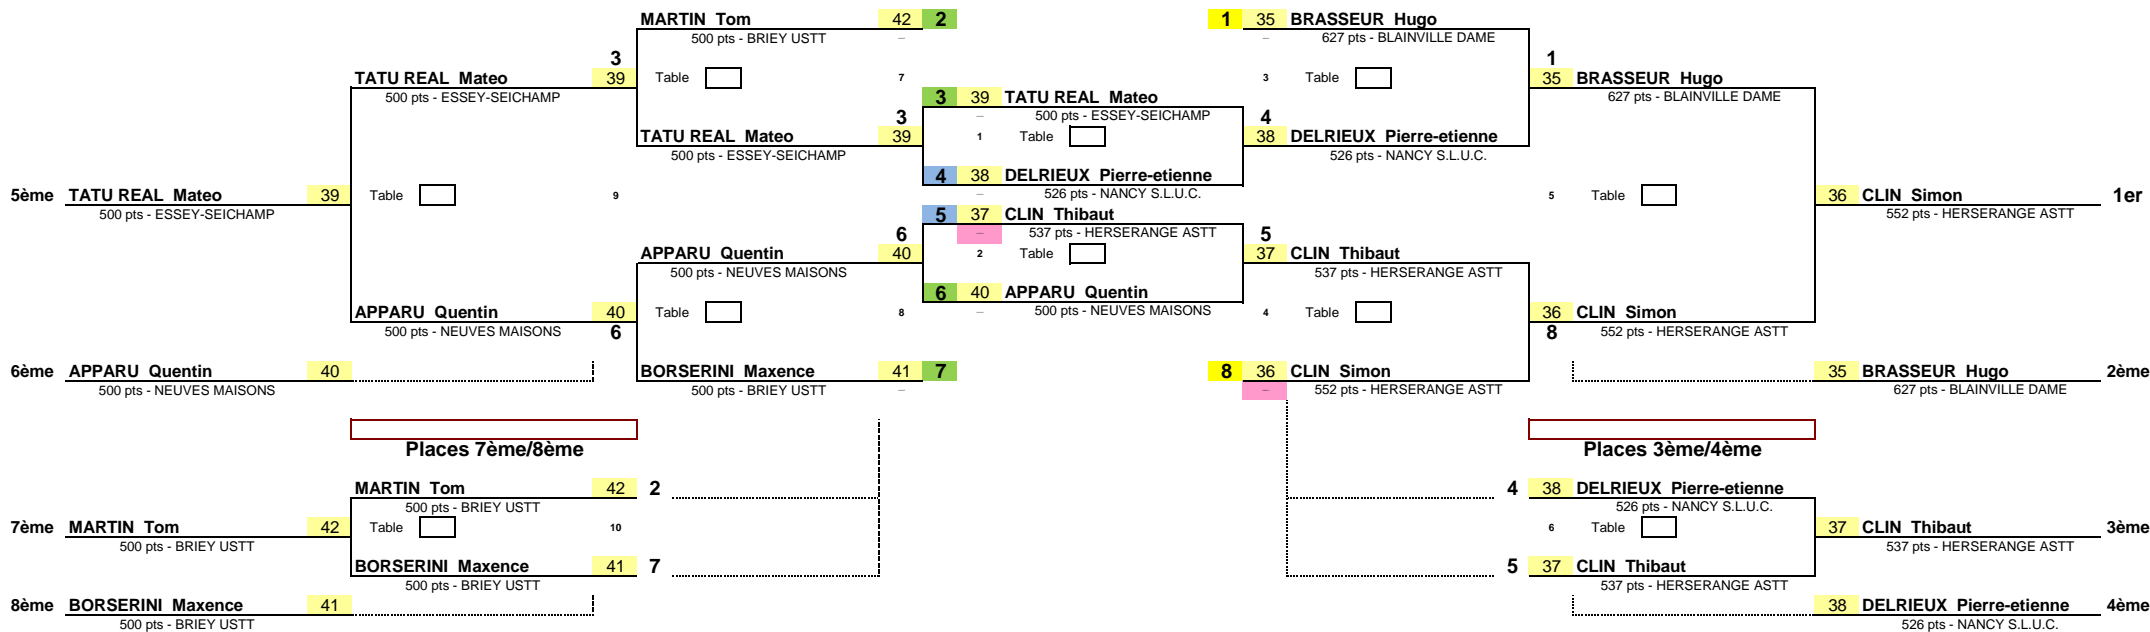 MARTIN Tom 42 2 1 35 BRASSEUR Hugo
500 pts - BRIEY USTT – – 627 pts - BLAINVILLE DAME
3 1
TATU REAL Mateo 39 Table 7 3 Table 35 BRASSEUR Hugo
500 pts - ESSEY-SEICHAMP 3 39 TATU REAL Mateo 627 pts - BLAINVILLE DAME
3 – 500 pts - ESSEY-SEICHAMP 4
TATU REAL Mateo 39 1 Table 38 DELRIEUX Pierre-etienne
500 pts - ESSEY-SEICHAMP 526 pts - NANCY S.L.U.C.
4 38 DELRIEUX Pierre-etienne
5ème TATU REAL Mateo 39 Table 9 – 526 pts - NANCY S.L.U.C. 5 Table 36 CLIN Simon 1er
500 pts - ESSEY-SEICHAMP 5 37 CLIN Thibaut 552 pts - HERSERANGE ASTT
6 – 537 pts - HERSERANGE ASTT 5
APPARU Quentin 40 2 Table 37 CLIN Thibaut
500 pts - NEUVES MAISONS 537 pts - HERSERANGE ASTT
6 40 APPARU Quentin
APPARU Quentin 40 Table 8 – 500 pts - NEUVES MAISONS 4 Table 36 CLIN Simon
500 pts - NEUVES MAISONS 6 8 552 pts - HERSERANGE ASTT
6ème APPARU Quentin 40 BORSERINI Maxence 41 7 8 36 CLIN Simon 35 BRASSEUR Hugo 2ème
500 pts - NEUVES MAISONS 500 pts - BRIEY USTT – – 552 pts - HERSERANGE ASTT 627 pts - BLAINVILLE DAME
Places 7ème/8ème Places 3ème/4ème
MARTIN Tom 42 2 4 38 DELRIEUX Pierre-etienne
500 pts - BRIEY USTT 526 pts - NANCY S.L.U.C.
7ème MARTIN Tom 42 Table 10 6 Table 37 CLIN Thibaut 3ème
500 pts - BRIEY USTT 537 pts - HERSERANGE ASTT
BORSERINI Maxence 41 7 5 37 CLIN Thibaut
500 pts - BRIEY USTT 537 pts - HERSERANGE ASTT
8ème BORSERINI Maxence 41 38 DELRIEUX Pierre-etienne 4ème
500 pts - BRIEY USTT 526 pts - NANCY S.L.U.C.